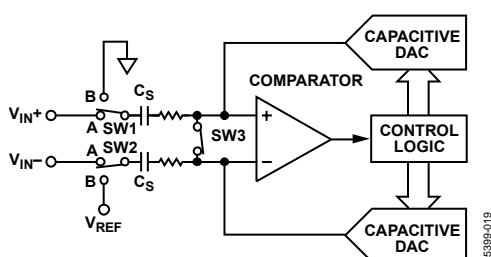 CAPACITIVE
DAC
COMPARATOR
B
CS
VIN+
A
SW1
SW3
+
CONTROL
LOGIC
VIN–
A
SW2
–
B
CS
VREF
CAPACITIVE
DAC
5399-019